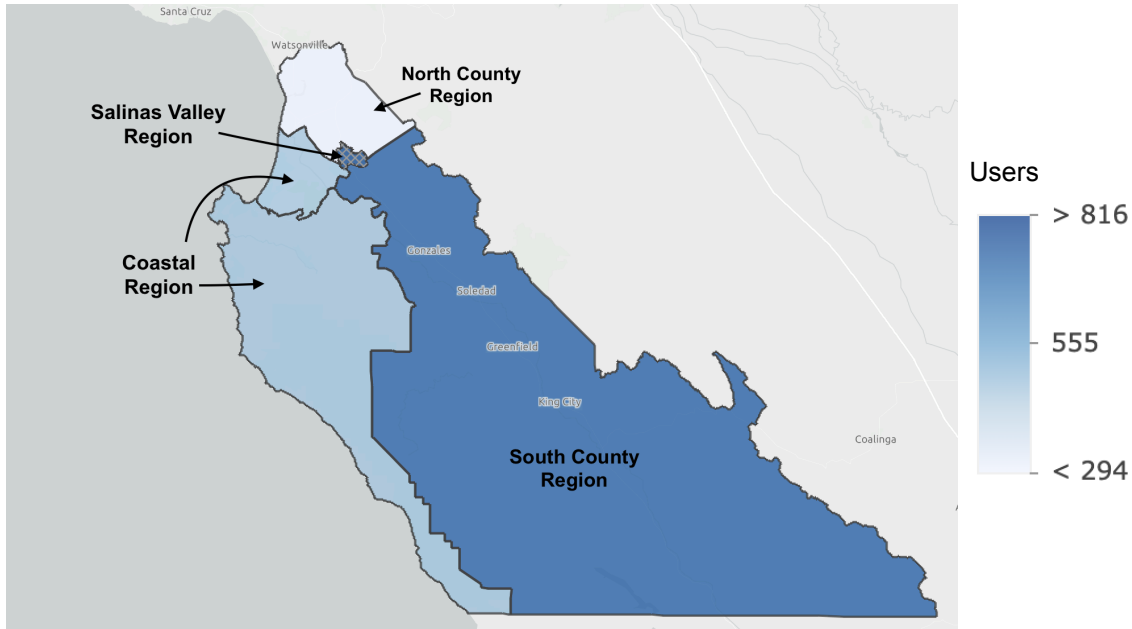 Santa Cruz
Watsonville
North County
Region
Salinas Valley
Region
Coastal
Region
Gonzales
Soledad
Greenfield
King City
South County
Region
Coalinga
Users
> 816
555
< 294